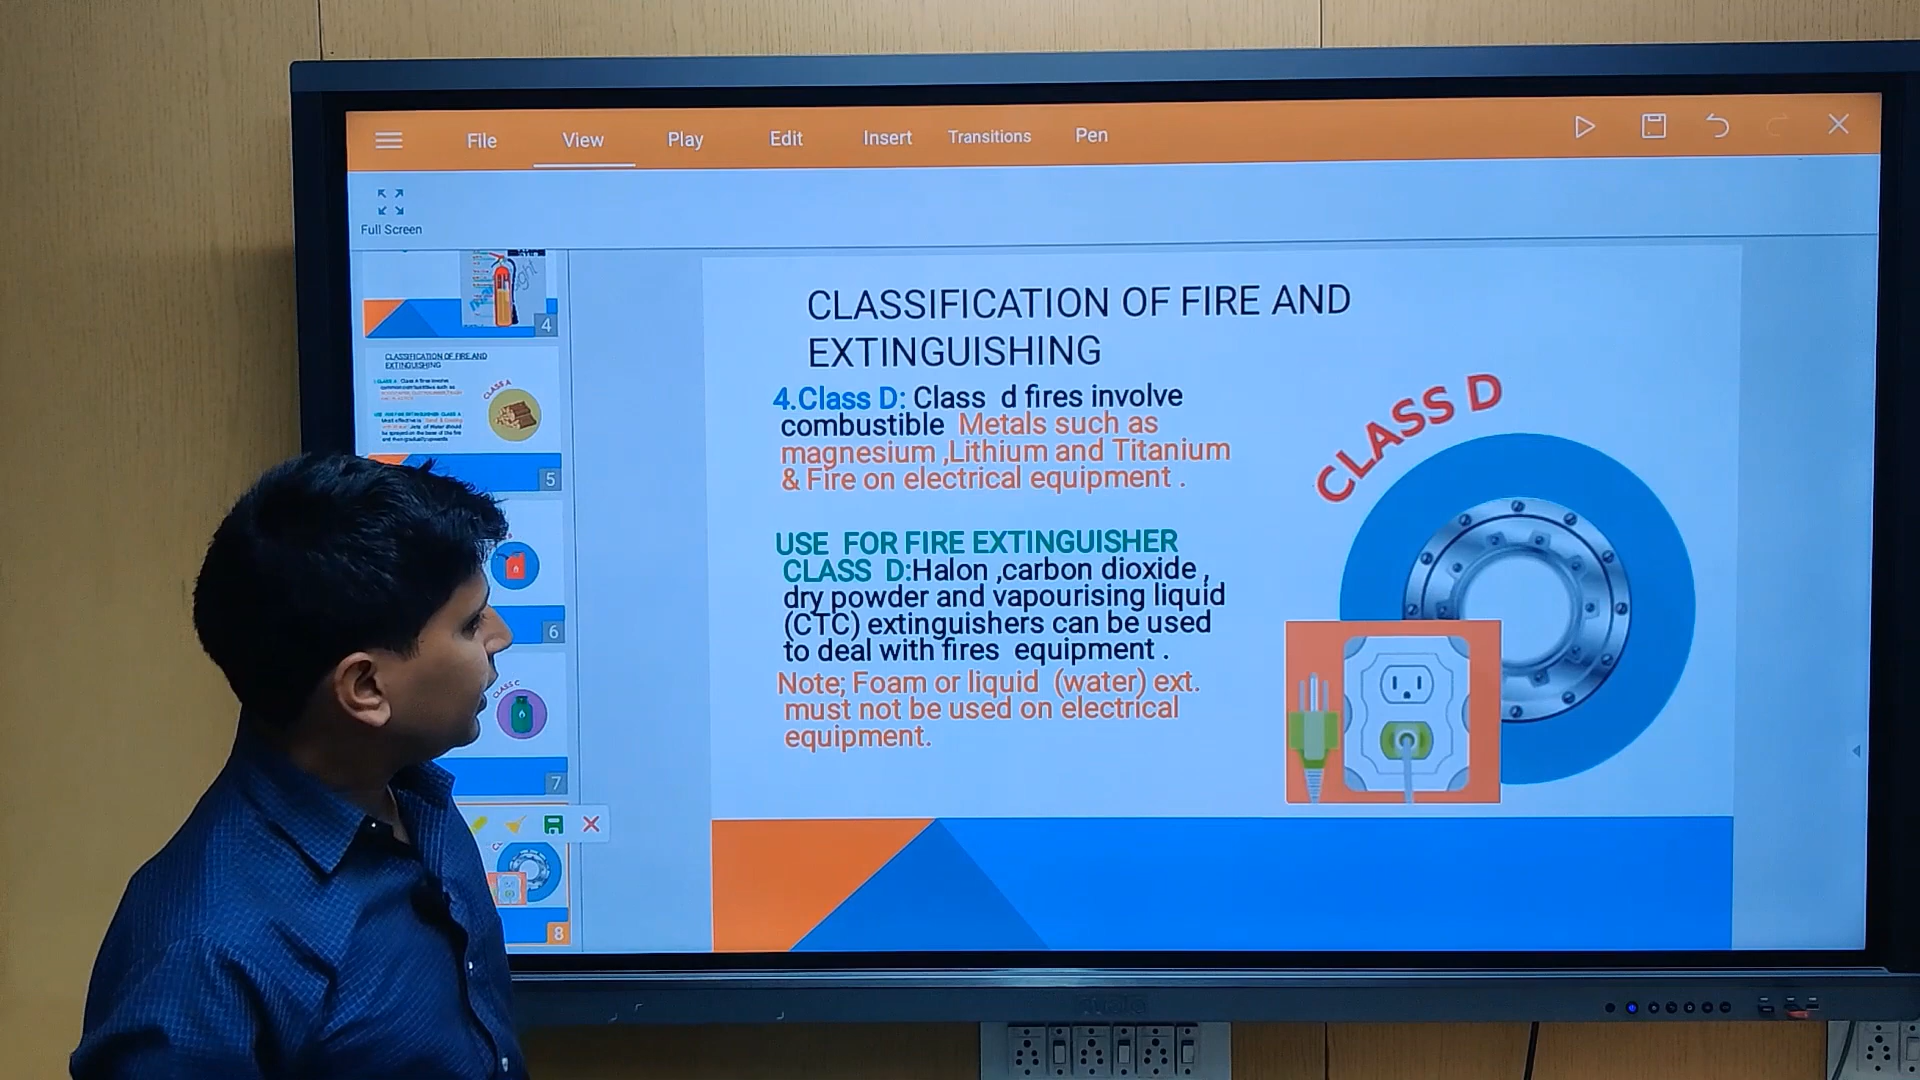 File View Play Edit Insert Transitions Pen
Full Screen
4
CLASSIFICATION OF FIRE AND
EXTINGUISHING
CLASS A
5
6
CLASS C
7
8
CLASSIFICATION OF FIRE AND
EXTINGUISHING
4.Class D: Class d fires involve
combustible Metals such as
magnesium ,Lithium and Titanium
& Fire on electrical equipment .
USE FOR FIRE EXTINGUISHER
CLASS D:Halon ,carbon dioxide ,
dry powder and vapourising liquid
(CTC) extinguishers can be used
to deal with fires equipment .
Note; Foam or liquid (water) ext.
must not be used on electrical
equipment.
CLASS D